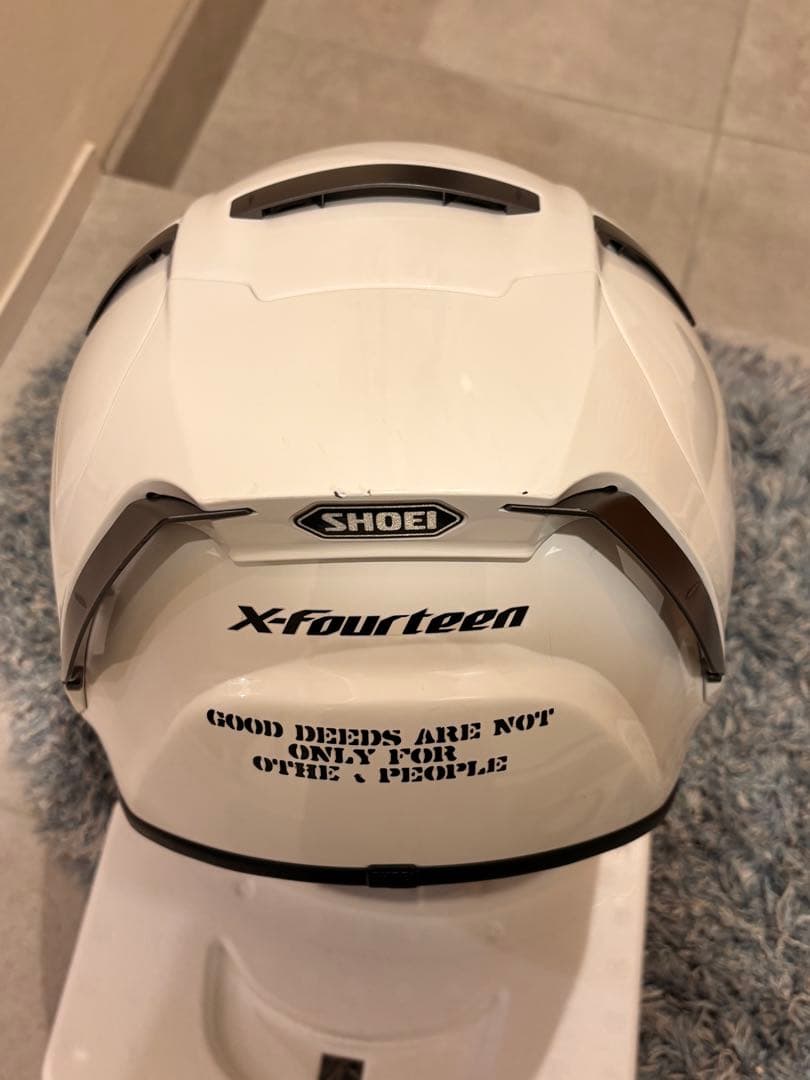 SHOEI
X-Fourteen
GOOD DEEDS ARE NOT
ONLY FOR
OTHE PEOPLE